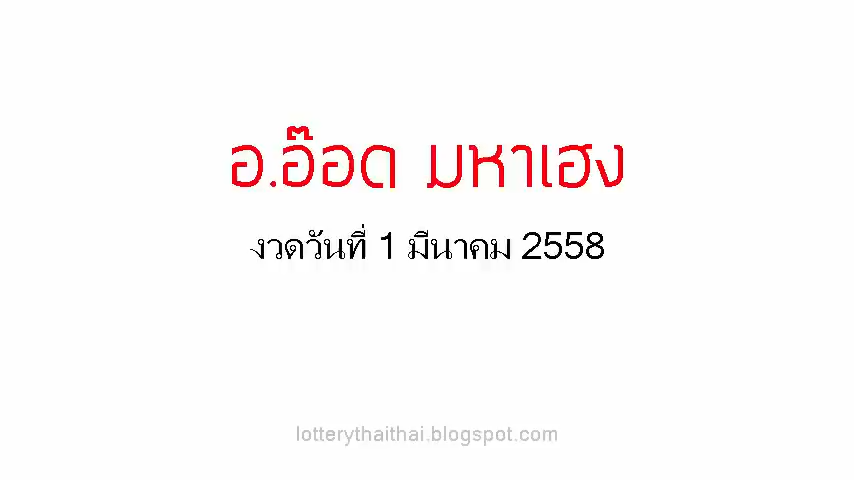 อ.อ๊อด มหาเฮง
งวดวันที่ 1 มีนาคม 2558
lotterythaithai.blogspot.com